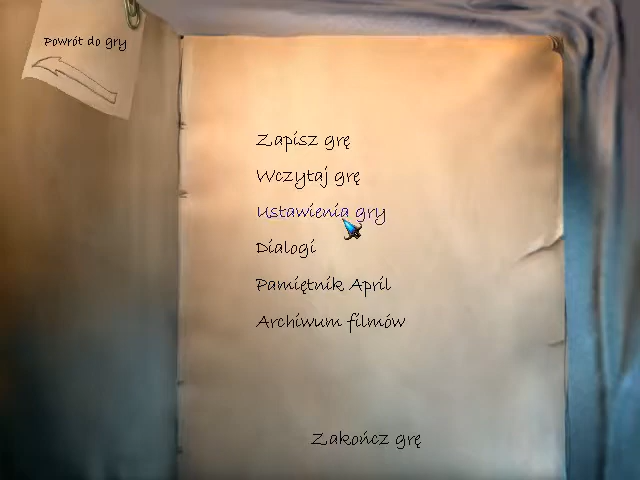 Powrót do gry
Zapisz grę
Wczytaj grę
Ustawienia gry
Dialogi
Pamiętnik April
Archiwum filmów
Zakończ grę